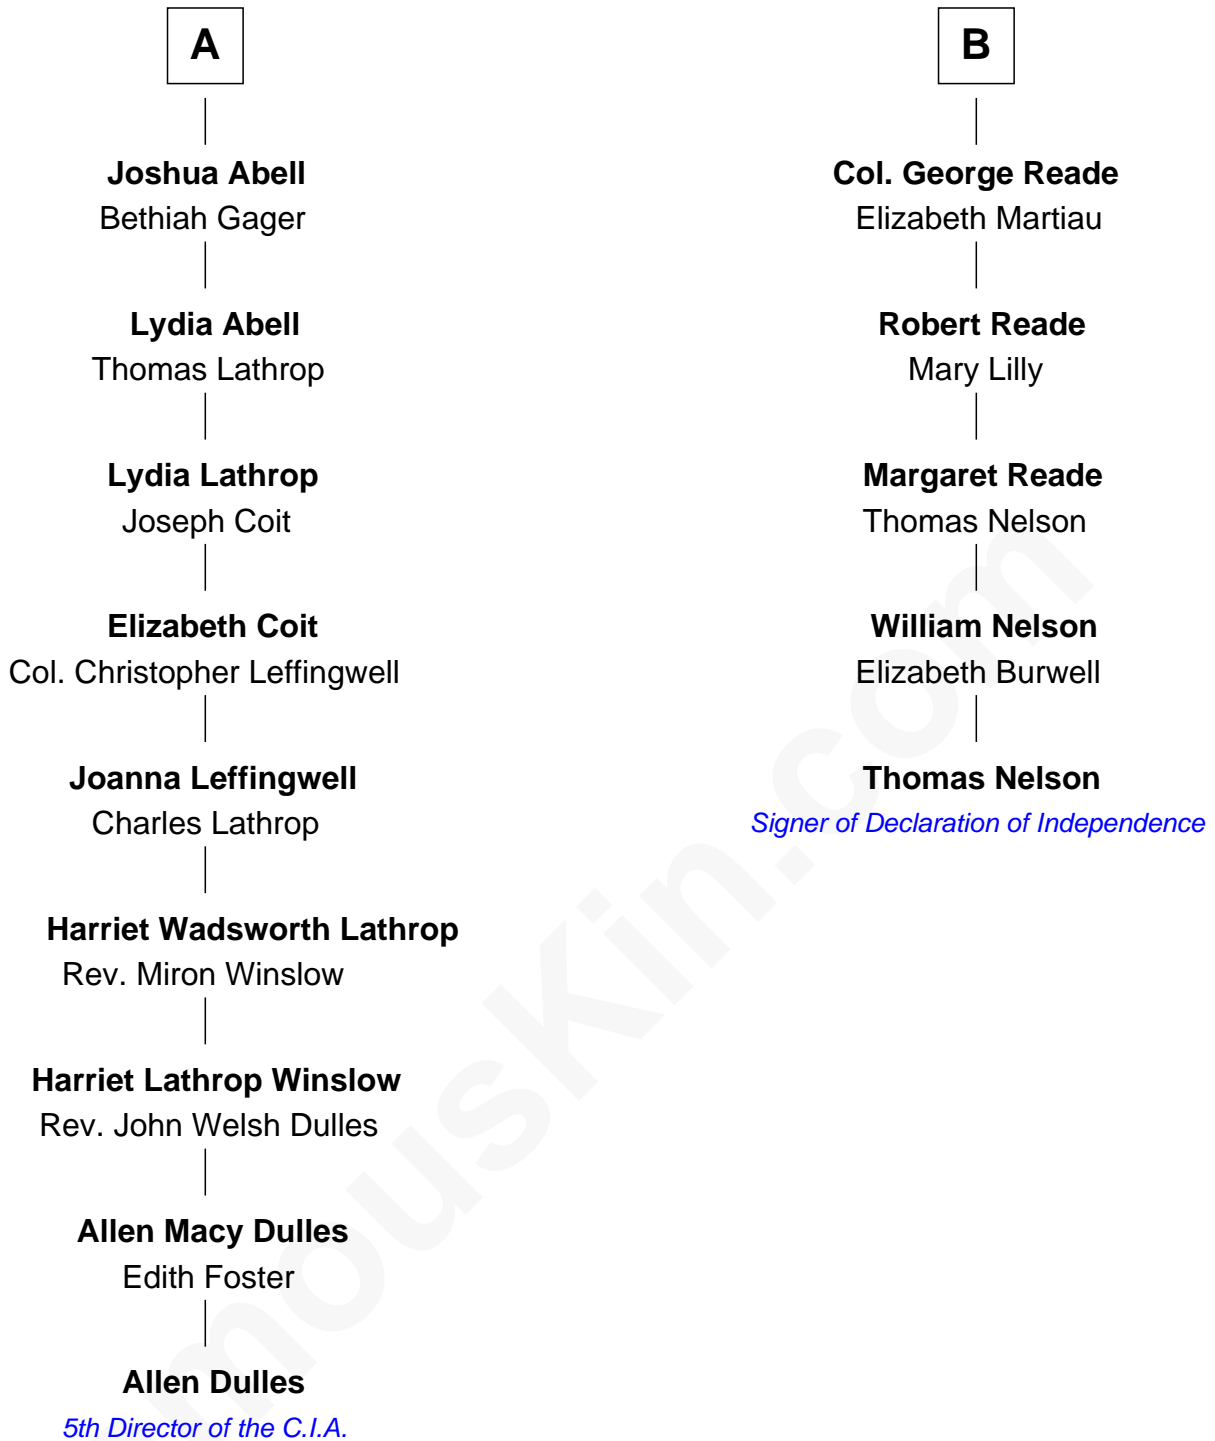 A
Joshua Abell
Bethiah Gager
Lydia Abell
Thomas Lathrop
Lydia Lathrop
Joseph Coit
Elizabeth Coit
Col. Christopher Leffingwell
Joanna Leffingwell
Charles Lathrop
Harriet Wadsworth Lathrop
Rev. Miron Winslow
Harriet Lathrop Winslow
Rev. John Welsh Dulles
Allen Macy Dulles
Edith Foster
Allen Dulles
5th Director of the C.I.A.
B
Col. George Reade
Elizabeth Martiau
Robert Reade
Mary Lilly
Margaret Reade
Thomas Nelson
William Nelson
Elizabeth Burwell
Thomas Nelson
Signer of Declaration of Independence
mousKin.com